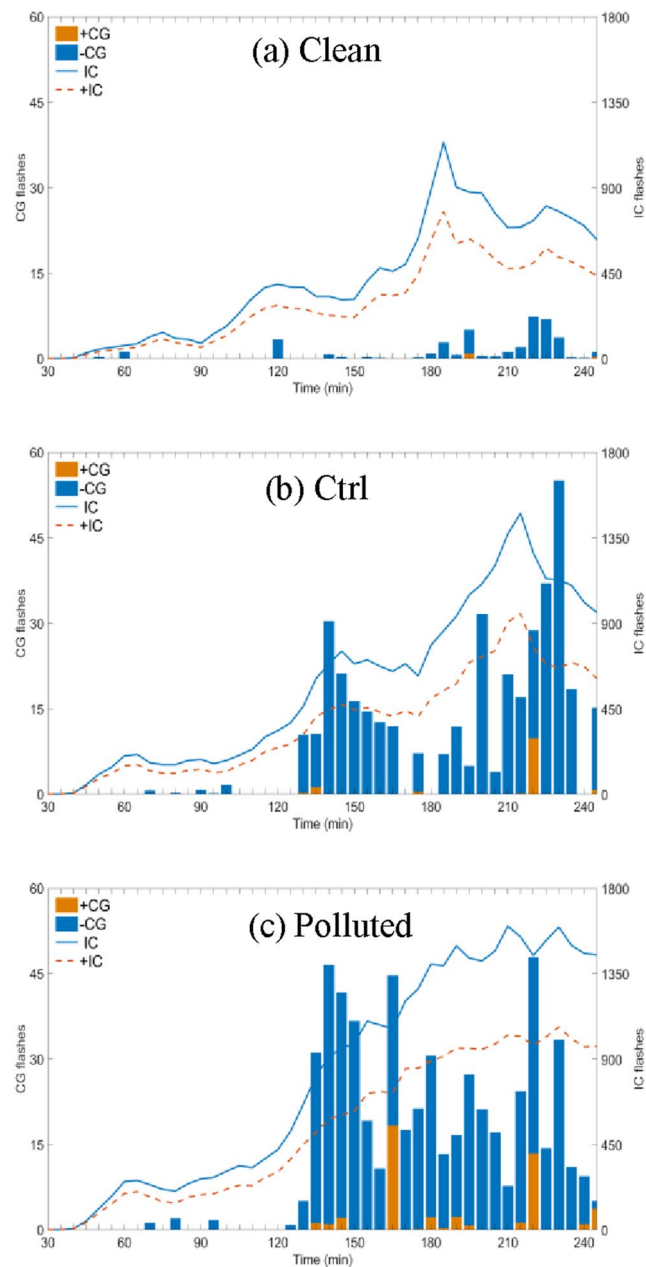 (a) Clean
+CG
-CG
IC
+IC
60
45
30
15
0
CG flashes
1800
1350
900
450
0
IC flashes
30 60 90 120 150 180 210 240
Time (min)
(b) Ctrl
+CG
-CG
IC
+IC
60
45
30
15
0
CG flashes
1800
1350
900
450
0
IC flashes
30 60 90 120 150 180 210 240
Time (min)
(c) Polluted
+CG
-CG
IC
+IC
60
45
30
15
0
CG flashes
1800
1350
900
450
0
IC flashes
30 60 90 120 150 180 210 240
Time (min)